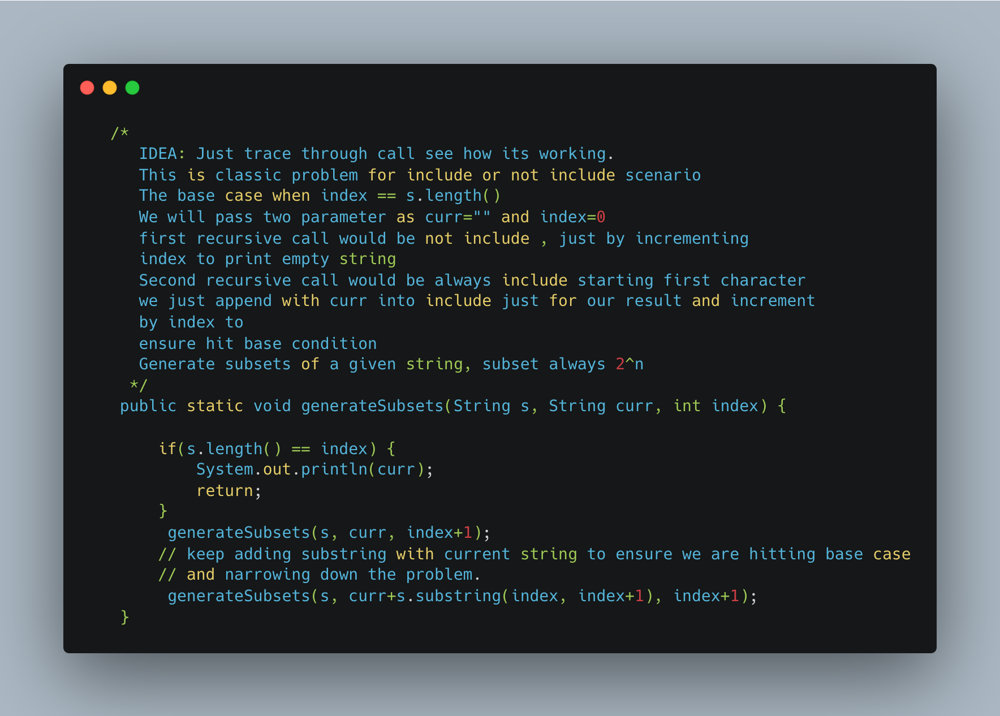 /*
IDEA: Just trace through call see how its working.
This is classic problem for include or not include scenario
The base case when index == s.length()
We will pass two parameter as curr="" and index=0
first recursive call would be not include , just by incrementing
index to print empty string
Second recursive call would be always include starting first character
we just append with curr into include just for our result and increment
by index to
ensure hit base condition
Generate subsets of a given string, subset always 2^n
*/
public static void generateSubsets(String s, String curr, int index) {
if(s.length() == index) {
System.out.println(curr);
return;
}
generateSubsets(s, curr, index+1);
// keep adding substring with current string to ensure we are hitting base case
// and narrowing down the problem.
generateSubsets(s, curr+s.substring(index, index+1), index+1);
}